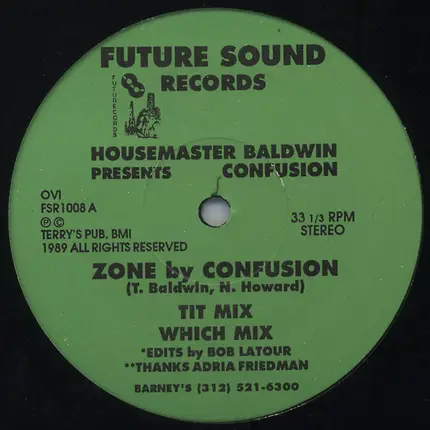 FUTURE SOUND
RECORDS
FUTURECORDS
HOUSEMASTER BALDWIN
PRESENTS CONFUSION
OVI
FSR1008 A
Ⓟ ©
TERRY'S PUB, BMI
1989 ALL RIGHTS RESERVED
33 1/3 RPM
STEREO
ZONE by CONFUSION
(T. Baldwin, N. Howard)
TIT MIX
WHICH MIX
*EDITS by BOB LATOUR
**THANKS ADRIA FRIEDMAN
BARNEY'S (312) 521-6300